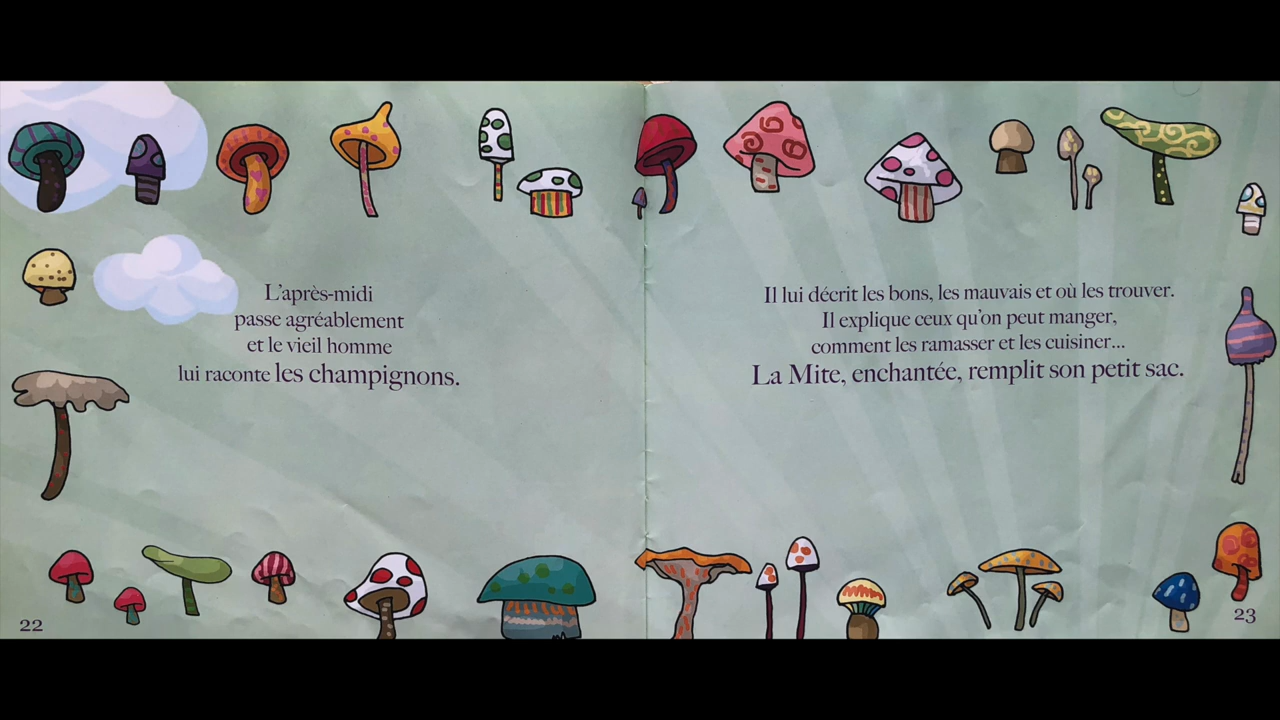 L'après-midi
passe agréablement
et le vieil homme
lui raconte les champignons.
22
Il lui décrit les bons, les mauvais et où les trouver.
Il explique ceux qu'on peut manger,
comment les ramasser et les cuisiner...
La Mite, enchantée, remplit son petit sac.
23